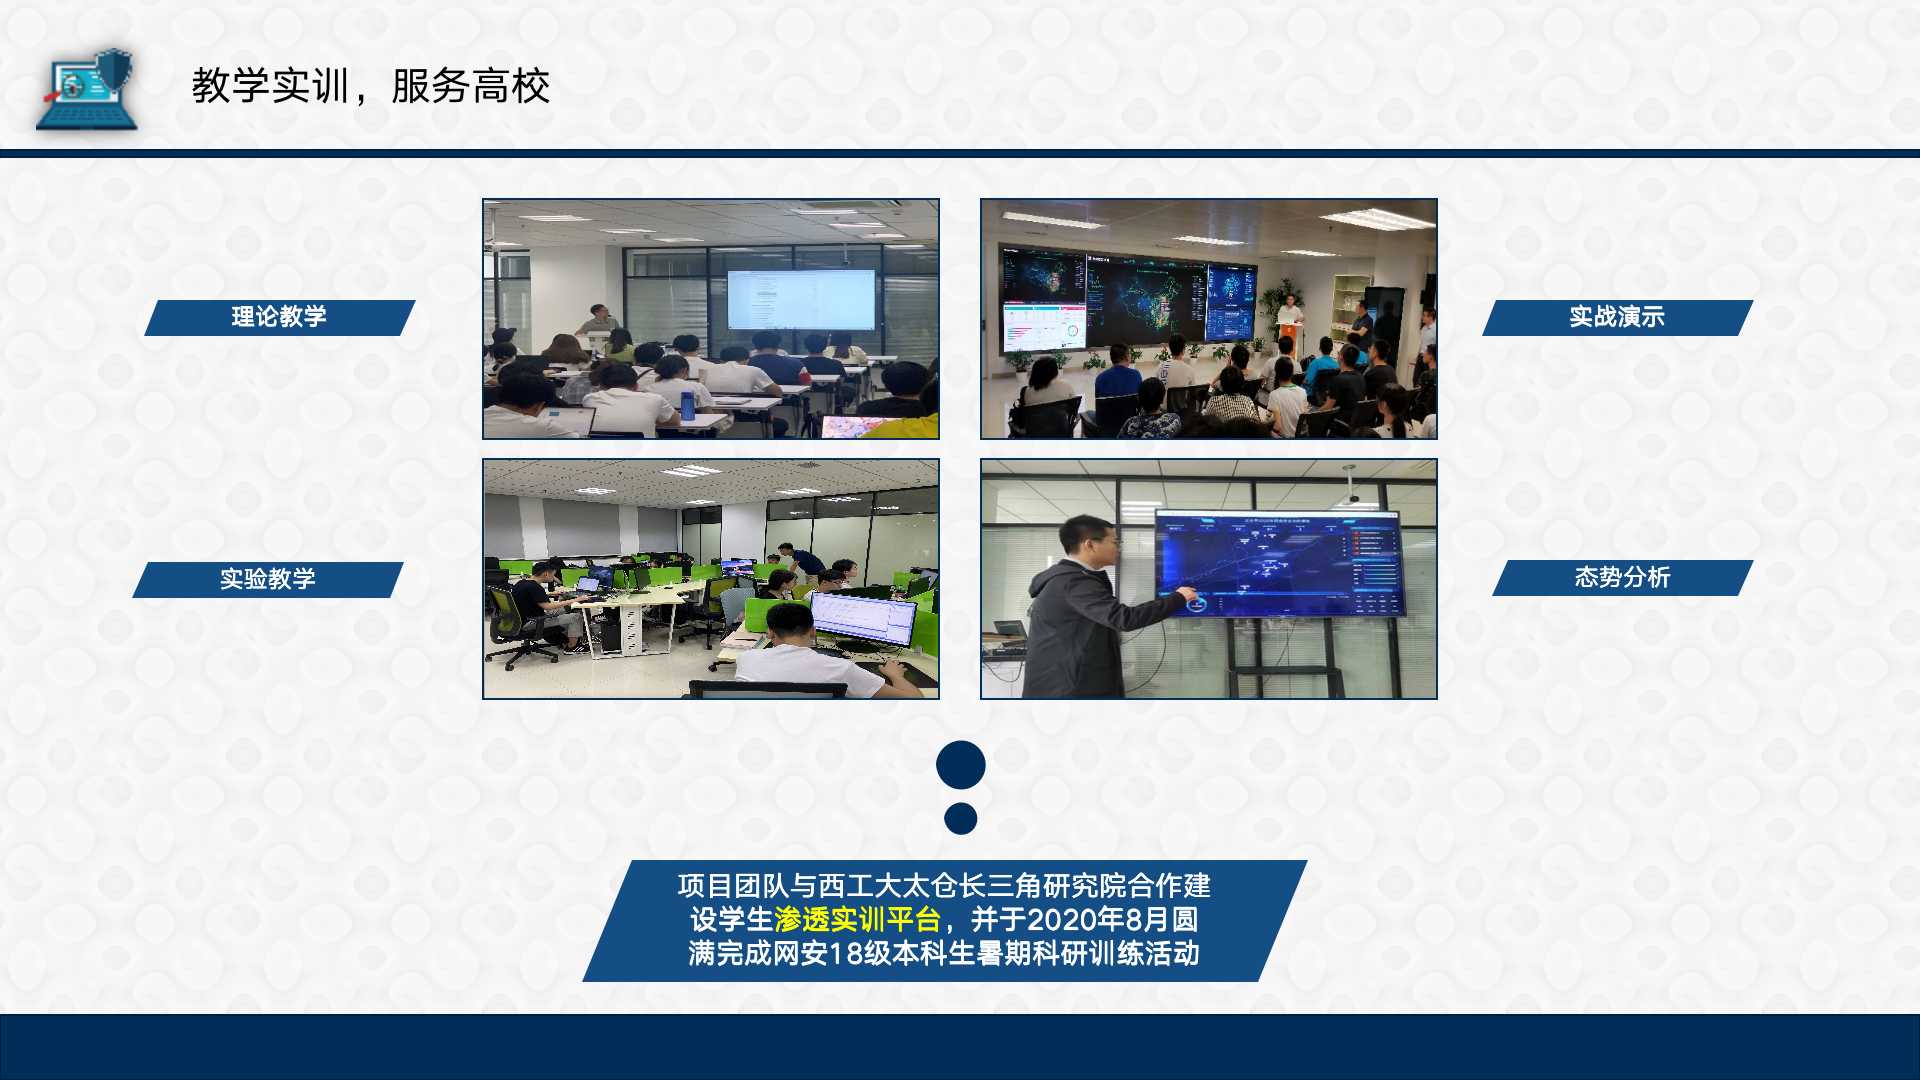 教学实训，服务高校
理论教学
实战演示
实验教学
态势分析
项目团队与西工大太仓长三角研究院合作建
设学生渗透实训平台，并于2020年8月圆
满完成网安18级本科生暑期科研训练活动